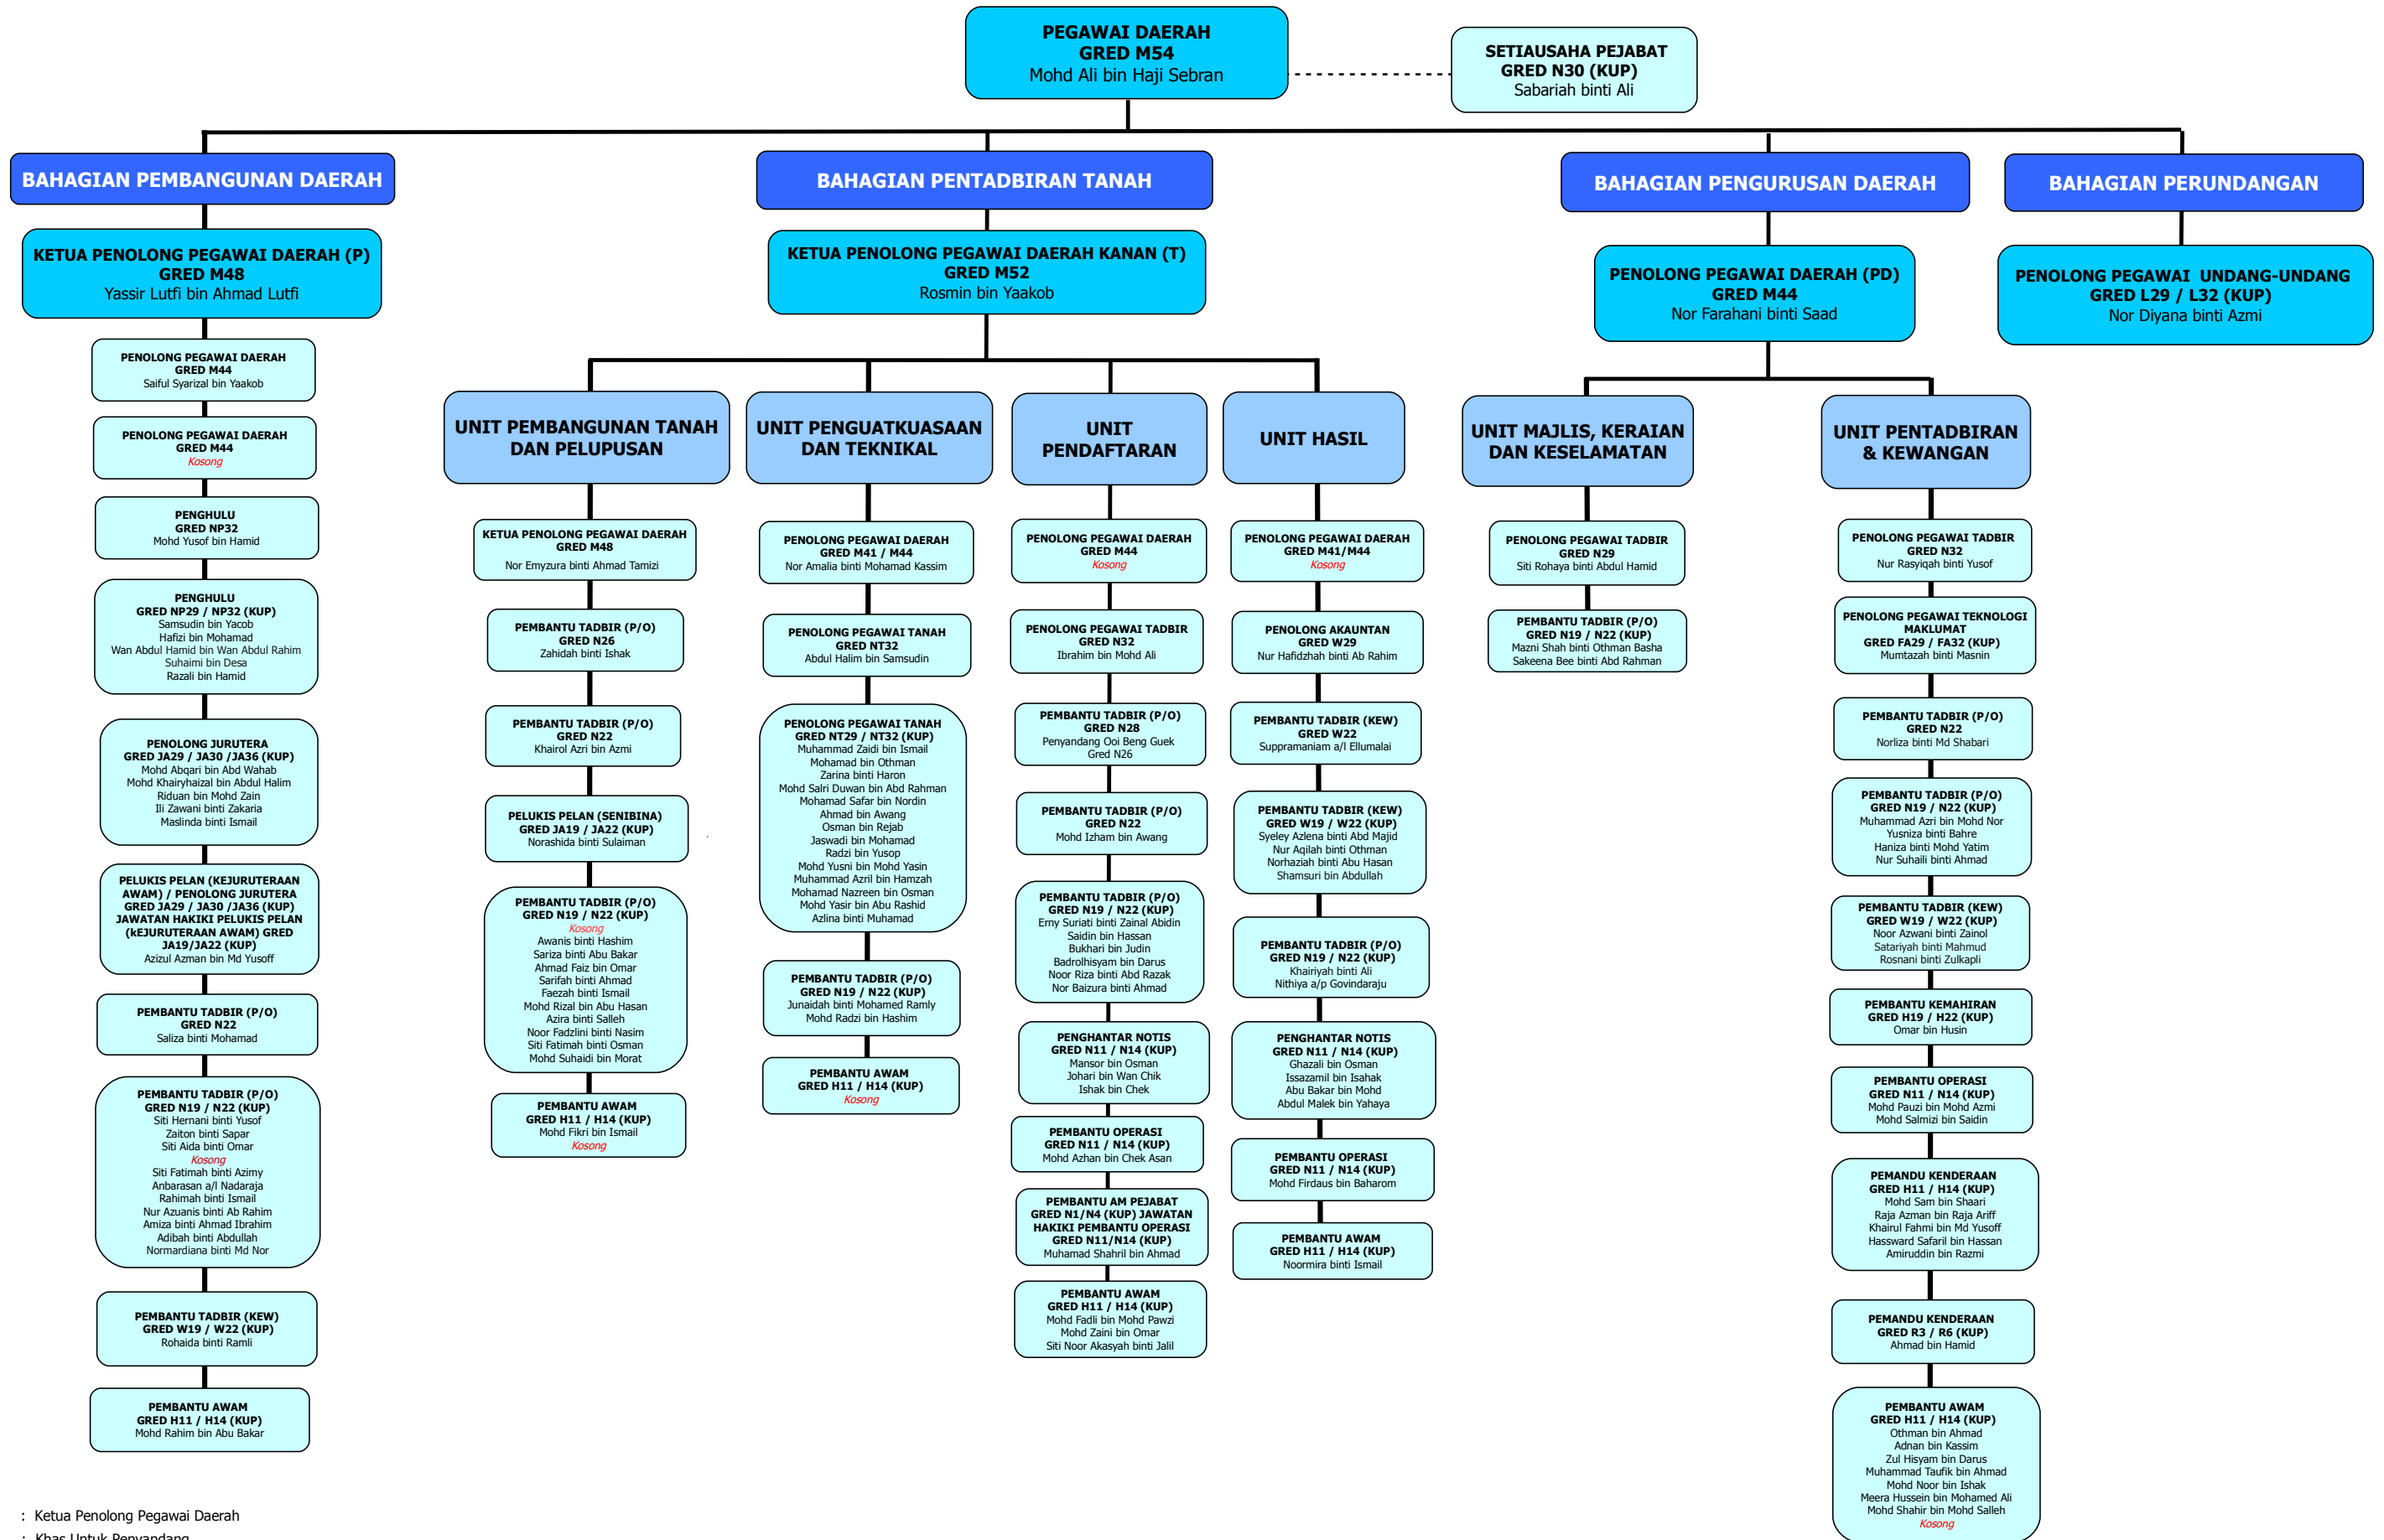 PEGAWAI DAERAH
GRED M54
Mohd Ali bin Haji Sebran
SETIAUSAHA PEJABAT
GRED N30 (KUP)
Sabariah binti Ali
BAHAGIAN PEMBANGUNAN DAERAH
KETUA PENOLONG PEGAWAI DAERAH (P)
GRED M48
Yassir Lutfi bin Ahmad Lutfi
PENOLONG PEGAWAI DAERAH
GRED M44
Saiful Syarizal bin Yaakob
PENOLONG PEGAWAI DAERAH
GRED M44
Kosong
PENGHULU
GRED NP32
Mohd Yusof bin Hamid
PENGHULU
GRED NP29 / NP32 (KUP)
Samsudin bin Yacob
Hafizi bin Mohamad
Wan Abdul Hamid bin Wan Abdul Rahim
Suhaimi bin Desa
Razali bin Hamid
PENOLONG JURUTERA
GRED JA29 / JA30 /JA36 (KUP)
Mohd Abqari bin Abd Wahab
Mohd Khairyhaizal bin Abdul Halim
Riduan bin Mohd Zain
Ili Zawani binti Zakaria
Maslinda binti Ismail
PELUKIS PELAN (KEJURUTERAAN
AWAM) / PENOLONG JURUTERA
GRED JA29 / JA30 /JA36 (KUP)
JAWATAN HAKIKI PELUKIS PELAN
(kEJURUTERAAN AWAM) GRED
JA19/JA22 (KUP)
Azizul Azman bin Md Yusoff
PEMBANTU TADBIR (P/O)
GRED N22
Saliza binti Mohamad
PEMBANTU TADBIR (P/O)
GRED N19 / N22 (KUP)
Siti Hernani binti Yusof
Zaiton binti Sapar
Siti Aida binti Omar
Kosong
Siti Fatimah binti Azimy
Anbarasan a/l Nadaraja
Rahimah binti Ismail
Nur Azuanis binti Ab Rahim
Amiza binti Ahmad Ibrahim
Adibah binti Abdullah
Normardiana binti Md Nor
PEMBANTU TADBIR (KEW)
GRED W19 / W22 (KUP)
Rohaida binti Ramli
PEMBANTU AWAM
GRED H11 / H14 (KUP)
Mohd Rahim bin Abu Bakar
BAHAGIAN PENTADBIRAN TANAH
KETUA PENOLONG PEGAWAI DAERAH KANAN (T)
GRED M52
Rosmin bin Yaakob
UNIT PEMBANGUNAN TANAH
DAN PELUPUSAN
KETUA PENOLONG PEGAWAI DAERAH
GRED M48
Nor Emyzura binti Ahmad Tamizi
PEMBANTU TADBIR (P/O)
GRED N26
Zahidah binti Ishak
PEMBANTU TADBIR (P/O)
GRED N22
Khairol Azri bin Azmi
PELUKIS PELAN (SENIBINA)
GRED JA19 / JA22 (KUP)
Norashida binti Sulaiman
PEMBANTU TADBIR (P/O)
GRED N19 / N22 (KUP)
Kosong
Awanis binti Hashim
Sariza binti Abu Bakar
Ahmad Faiz bin Omar
Sarifah binti Ahmad
Faezah binti Ismail
Mohd Rizal bin Abu Hasan
Azira binti Salleh
Noor Fadzlini binti Nasim
Siti Fatimah binti Osman
Mohd Suhaidi bin Morat
PEMBANTU AWAM
GRED H11 / H14 (KUP)
Mohd Fikri bin Ismail
Kosong
UNIT PENGUATKUASAAN
DAN TEKNIKAL
PENOLONG PEGAWAI DAERAH
GRED M41 / M44
Nor Amalia binti Mohamad Kassim
PENOLONG PEGAWAI TANAH
GRED NT32
Abdul Halim bin Samsudin
PENOLONG PEGAWAI TANAH
GRED NT29 / NT32 (KUP)
Muhammad Zaidi bin Ismail
Mohamad bin Othman
Zarina binti Haron
Mohd Salri Duwan bin Abd Rahman
Mohamad Safar bin Nordin
Ahmad bin Awang
Osman bin Rejab
Jaswadi bin Mohamad
Radzi bin Yusop
Mohd Yusni bin Mohd Yasin
Muhammad Azril bin Hamzah
Mohamad Nazreen bin Osman
Mohd Yasir bin Abu Rashid
Azlina binti Muhamad
PEMBANTU TADBIR (P/O)
GRED N19 / N22 (KUP)
Junaidah binti Mohamed Ramly
Mohd Radzi bin Hashim
PEMBANTU AWAM
GRED H11 / H14 (KUP)
Kosong
UNIT
PENDAFTARAN
PENOLONG PEGAWAI DAERAH
GRED M44
Kosong
PENOLONG PEGAWAI TADBIR
GRED N32
Ibrahim bin Mohd Ali
PEMBANTU TADBIR (P/O)
GRED N28
Penyandang Ooi Beng Guek
Gred N26
PEMBANTU TADBIR (P/O)
GRED N22
Mohd Izham bin Awang
PEMBANTU TADBIR (P/O)
GRED N19 / N22 (KUP)
Erny Suriati binti Zainal Abidin
Saidin bin Hassan
Bukhari bin Judin
Badrolhisyam bin Darus
Noor Riza binti Abd Razak
Nor Baizura binti Ahmad
PENGHANTAR NOTIS
GRED N11 / N14 (KUP)
Mansor bin Osman
Johari bin Wan Chik
Ishak bin Chek
PEMBANTU OPERASI
GRED N11 / N14 (KUP)
Mohd Azhan bin Chek Asan
PEMBANTU AM PEJABAT
GRED N1/N4 (KUP) JAWATAN
HAKIKI PEMBANTU OPERASI
GRED N11/N14 (KUP)
Muhamad Shahril bin Ahmad
PEMBANTU AWAM
GRED H11 / H14 (KUP)
Mohd Fadli bin Mohd Pawzi
Mohd Zaini bin Omar
Siti Noor Akasyah binti Jalil
UNIT HASIL
PENOLONG PEGAWAI DAERAH
GRED M41/M44
Kosong
PENOLONG AKAUNTAN
GRED W29
Nur Hafidzhah binti Ab Rahim
PEMBANTU TADBIR (KEW)
GRED W22
Suppramaniam a/l Ellumalai
PEMBANTU TADBIR (KEW)
GRED W19 / W22 (KUP)
Syeley Azlena binti Abd Majid
Nur Aqilah binti Othman
Norhaziah binti Abu Hasan
Shamsuri bin Abdullah
PEMBANTU TADBIR (P/O)
GRED N19 / N22 (KUP)
Khairiyah binti Ali
Nithiya a/p Govindaraju
PENGHANTAR NOTIS
GRED N11 / N14 (KUP)
Ghazali bin Osman
Issazamil bin Isahak
Abu Bakar bin Mohd
Abdul Malek bin Yahaya
PEMBANTU OPERASI
GRED N11 / N14 (KUP)
Mohd Firdaus bin Baharom
PEMBANTU AWAM
GRED H11 / H14 (KUP)
Noormira binti Ismail
BAHAGIAN PENGURUSAN DAERAH
PENOLONG PEGAWAI DAERAH (PD)
GRED M44
Nor Farahani binti Saad
UNIT MAJLIS, KERAIAN
DAN KESELAMATAN
PENOLONG PEGAWAI TADBIR
GRED N29
Siti Rohaya binti Abdul Hamid
PEMBANTU TADBIR (P/O)
GRED N19 / N22 (KUP)
Mazni Shah binti Othman Basha
Sakeena Bee binti Abd Rahman
UNIT PENTADBIRAN
& KEWANGAN
PENOLONG PEGAWAI TADBIR
GRED N32
Nur Rasyiqah binti Yusof
PENOLONG PEGAWAI TEKNOLOGI
MAKLUMAT
GRED FA29 / FA32 (KUP)
Mumtazah binti Masnin
PEMBANTU TADBIR (P/O)
GRED N22
Norliza binti Md Shabari
PEMBANTU TADBIR (P/O)
GRED N19 / N22 (KUP)
Muhammad Azri bin Mohd Nor
Yusniza binti Bahre
Haniza binti Mohd Yatim
Nur Suhaili binti Ahmad
PEMBANTU TADBIR (KEW)
GRED W19 / W22 (KUP)
Noor Azwani binti Zainol
Satariyah binti Mahmud
Rosnani binti Zulkapli
PEMBANTU KEMAHIRAN
GRED H19 / H22 (KUP)
Omar bin Husin
PEMBANTU OPERASI
GRED N11 / N14 (KUP)
Mohd Pauzi bin Mohd Azmi
Mohd Salmizi bin Saidin
PEMANDU KENDERAAN
GRED H11 / H14 (KUP)
Mohd Sam bin Shaari
Raja Azman bin Raja Ariff
Khairul Fahmi bin Md Yusoff
Hassward Safaril bin Hassan
Amiruddin bin Razmi
PEMANDU KENDERAAN
GRED R3 / R6 (KUP)
Ahmad bin Hamid
PEMBANTU AWAM
GRED H11 / H14 (KUP)
Othman bin Ahmad
Adnan bin Kassim
Zul Hisyam bin Darus
Muhammad Taufik bin Ahmad
Mohd Noor bin Ishak
Meera Hussein bin Mohamed Ali
Mohd Shahir bin Mohd Salleh
Kosong
BAHAGIAN PERUNDANGAN
PENOLONG PEGAWAI UNDANG-UNDANG
GRED L29 / L32 (KUP)
Nor Diyana binti Azmi
: Ketua Penolong Pegawai Daerah
: Khas Untuk Penyandang